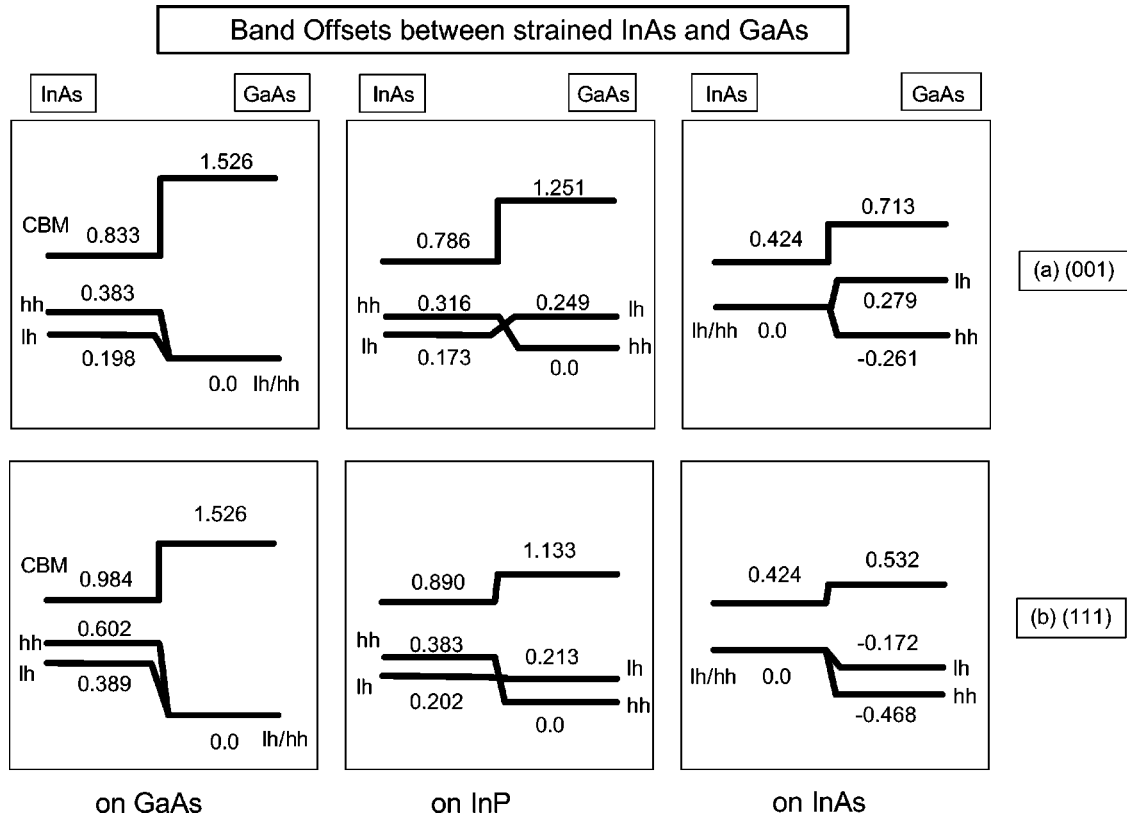 Band Offsets between strained InAs and GaAs
InAs GaAs InAs GaAs InAs GaAs
CBM 0.833 1.526
hh 0.383
lh 0.198
0.0 lh/hh
0.786 1.251
hh 0.316 0.249 lh
lh 0.173 0.0 hh
0.424 0.713
lh
0.279
lh/hh 0.0
hh
-0.261
(a) (001)
CBM 0.984 1.526
hh 0.602
lh 0.389
0.0 lh/hh
0.890 1.133
hh 0.383 0.213 lh
lh 0.202 0.0 hh
0.424 0.532
-0.172
lh/hh 0.0 lh
hh
-0.468
(b) (111)
on GaAs on InP on InAs